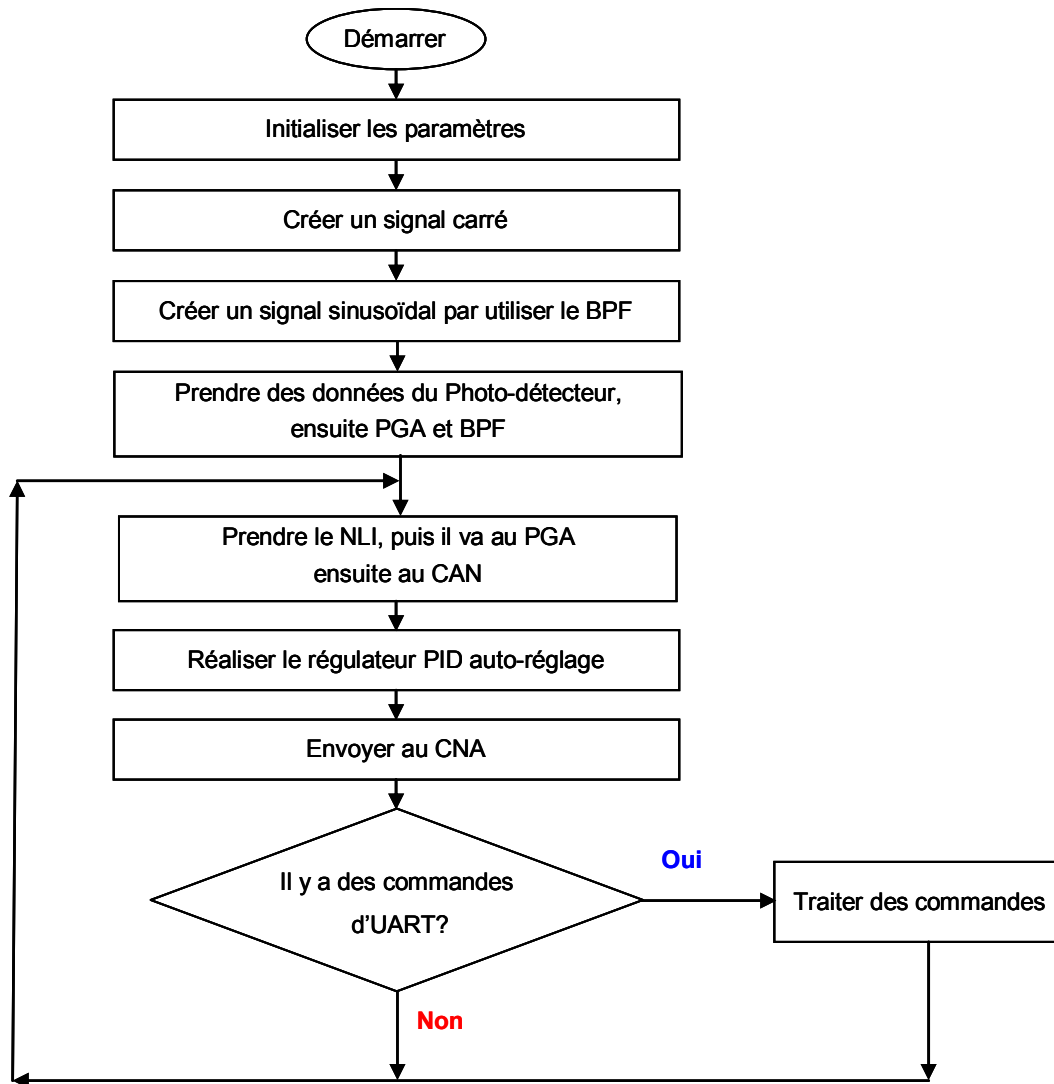 Démarrer
Initialiser les paramètres
Créer un signal carré
Créer un signal sinusoïdal par utiliser le BPF
Prendre des données du Photo-détecteur,
ensuite PGA et BPF
Prendre le NLI, puis il va au PGA
ensuite au CAN
Réaliser le régulateur PID auto-réglage
Envoyer au CNA
Il y a des commandes
d'UART?
Oui
Traiter des commandes
Non